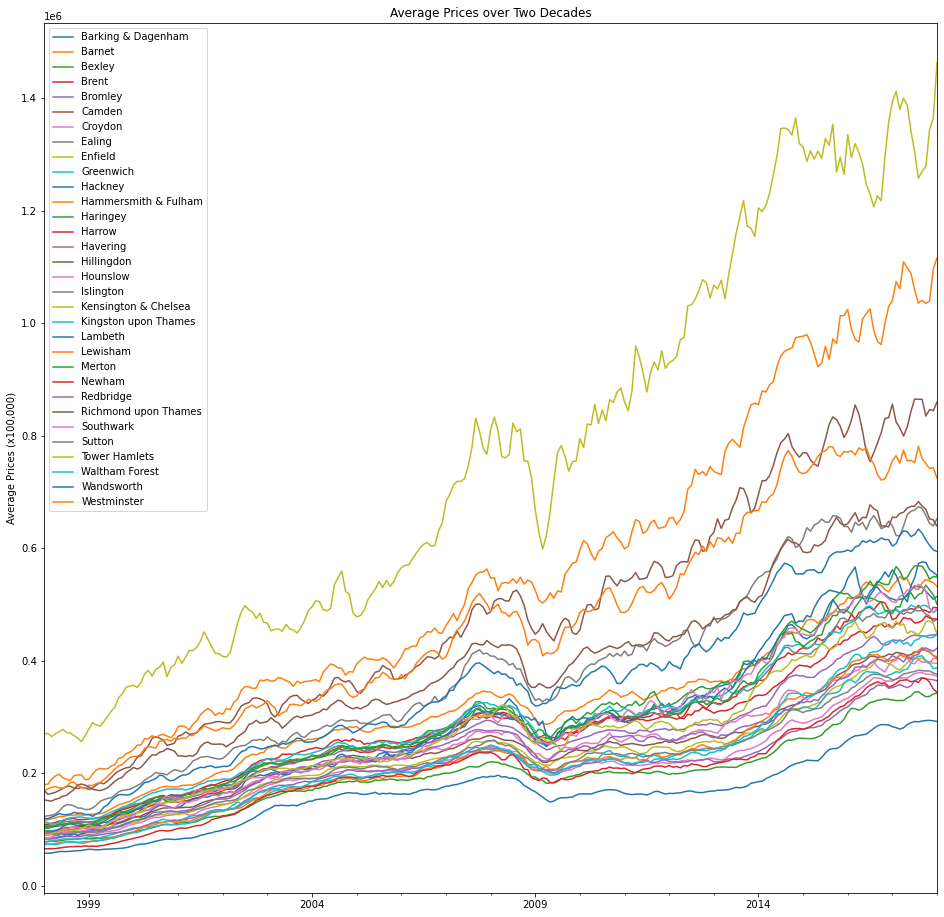 Average Prices over Two Decades
1e6
1.4
1.2
1.0
0.8
0.6
0.4
0.2
0.0
Average Prices (x100,000)
Barking & Dagenham
Barnet
Bexley
Brent
Bromley
Camden
Croydon
Ealing
Enfield
Greenwich
Hackney
Hammersmith & Fulham
Haringey
Harrow
Havering
Hillingdon
Hounslow
Islington
Kensington & Chelsea
Kingston upon Thames
Lambeth
Lewisham
Merton
Newham
Redbridge
Richmond upon Thames
Southwark
Sutton
Tower Hamlets
Waltham Forest
Wandsworth
Westminster
1999 2004 2009 2014